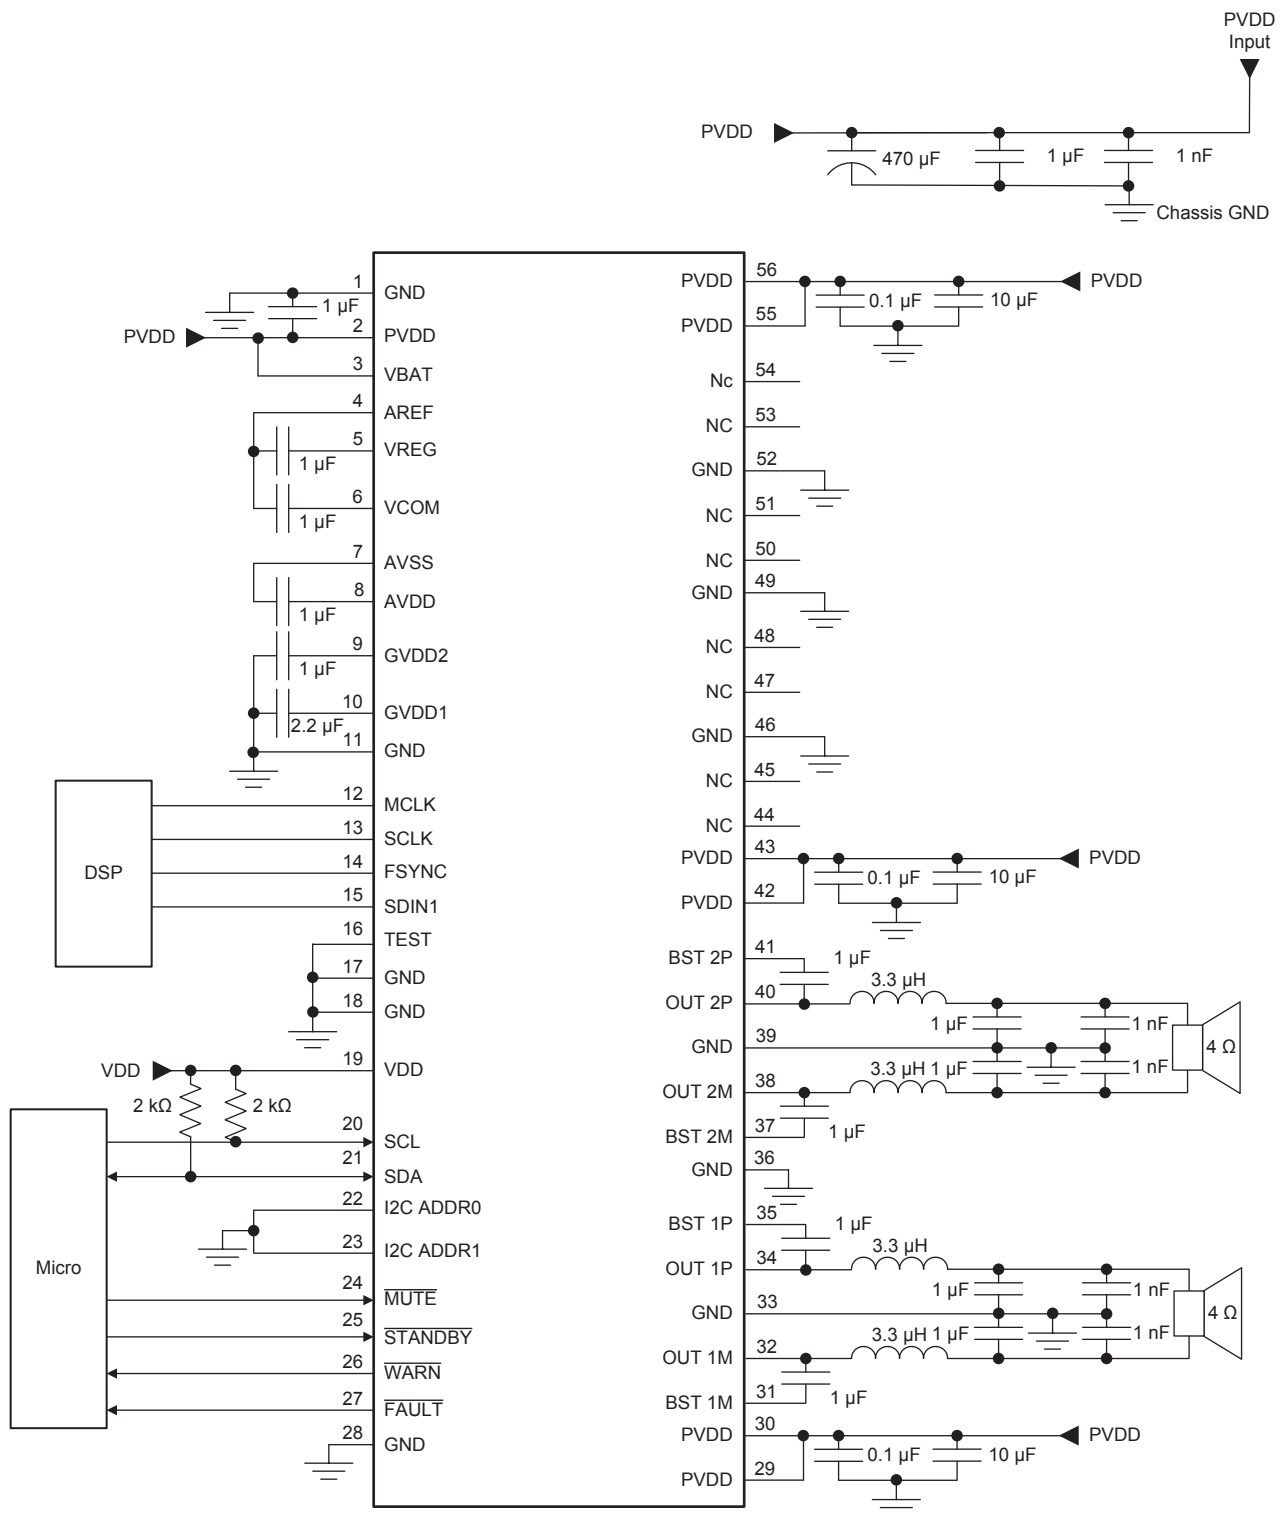 PVDD
Input
PVDD
470 µF
1 µF
1 nF
Chassis GND
1
GND
1 µF
PVDD
2
PVDD
3
VBAT
4
AREF
5
VREG
1 µF
6
VCOM
1 µF
7
AVSS
8
AVDD
1 µF
9
GVDD2
1 µF
10
GVDD1
2.2 µF
11
GND
DSP
12
MCLK
13
SCLK
14
FSYNC
15
SDIN1
16
TEST
17
GND
18
GND
VDD
19
VDD
2 kΩ
2 kΩ
Micro
20
SCL
21
SDA
22
I2C ADDR0
23
I2C ADDR1
24
MUTE
25
STANDBY
26
WARN
27
FAULT
28
GND
PVDD
56
PVDD
0.1 µF
10 µF
PVDD
55
Nc
54
NC
53
GND
52
NC
51
NC
50
GND
49
NC
48
NC
47
GND
46
NC
45
NC
44
PVDD
43
PVDD
0.1 µF
10 µF
PVDD
42
BST 2P
41
1 µF
OUT 2P
40
3.3 µH
1 µF
1 nF
GND
39
4 Ω
3.3 µH
1 µF
1 nF
OUT 2M
38
BST 2M
37
1 µF
GND
36
BST 1P
35
1 µF
OUT 1P
34
3.3 µH
1 µF
1 nF
GND
33
4 Ω
3.3 µH
1 µF
1 nF
OUT 1M
32
BST 1M
31
1 µF
PVDD
30
PVDD
0.1 µF
10 µF
PVDD
29